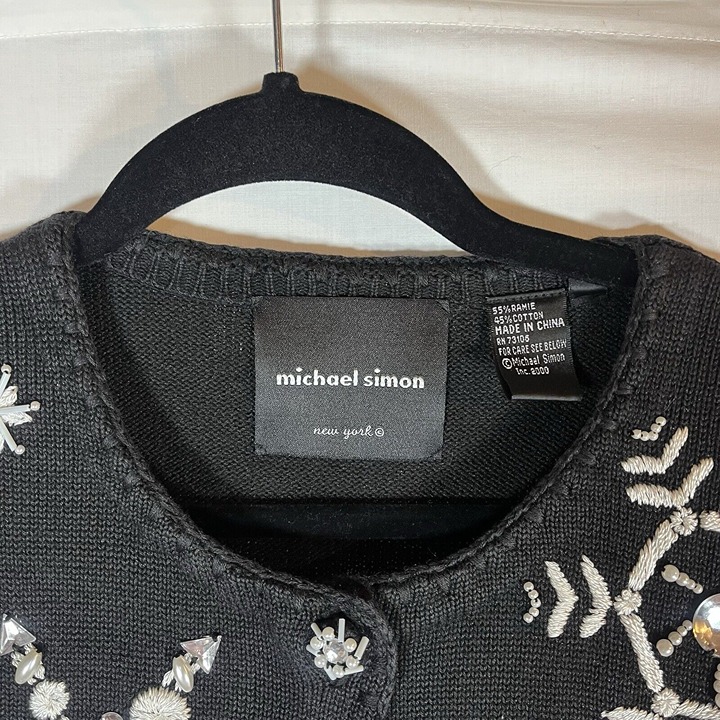 michael simon
new york©
55% RAMIE
45% COTTON
MADE IN CHINA
RN 73106
FOR CARE SEE BELOW
©Michael Simon
Inc. 2000